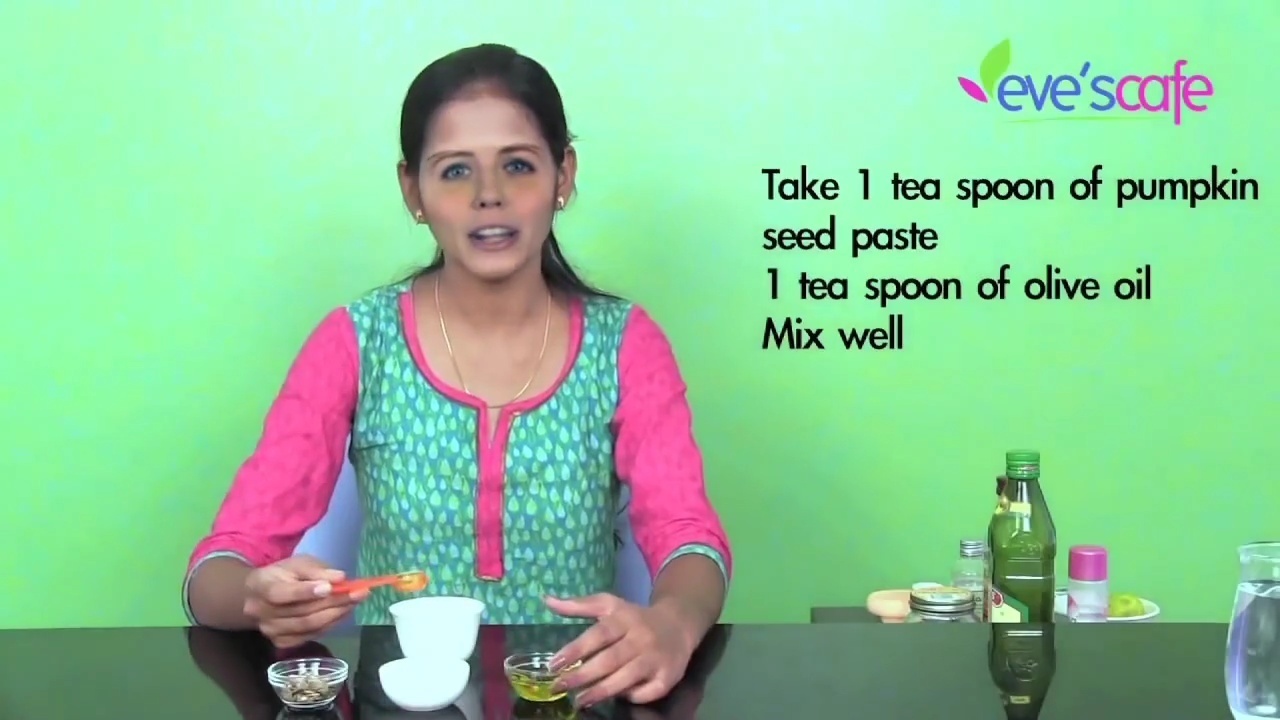 eve'scafe
Take 1 tea spoon of pumpkin
seed paste
1 tea spoon of olive oil
Mix well